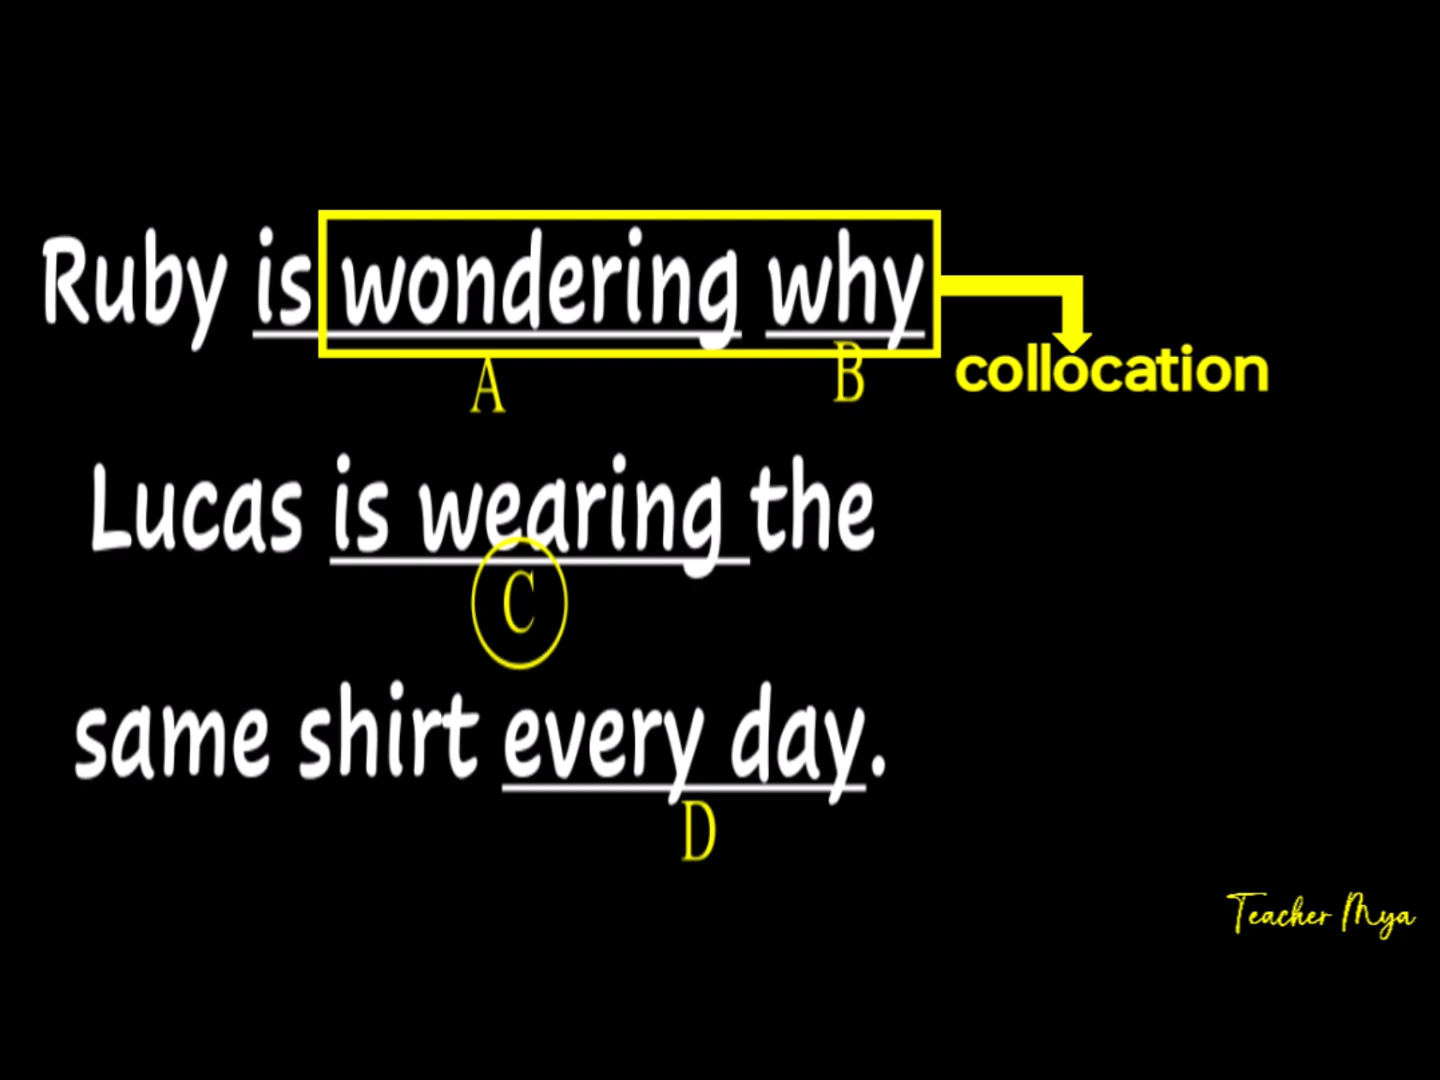 Ruby is wondering why
A B
collocation
Lucas is wearing the
C
same shirt every day.
D
Teacher Mya